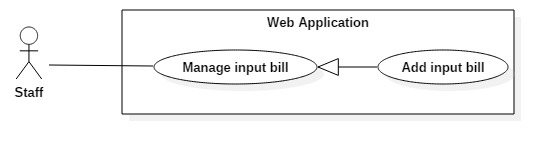 Web Application
Manage input bill
Add input bill
Staff